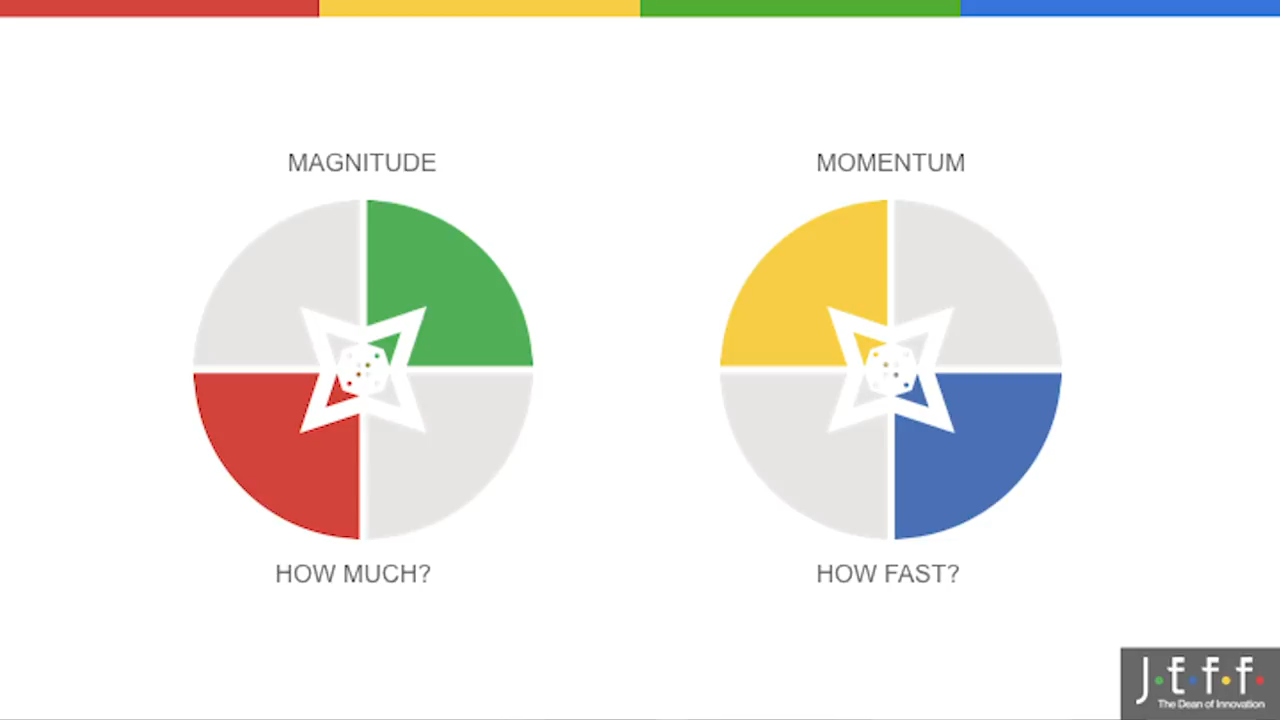 MAGNITUDE
MOMENTUM
HOW MUCH?
HOW FAST?
J·e·f·f·
The Dean of Innovation